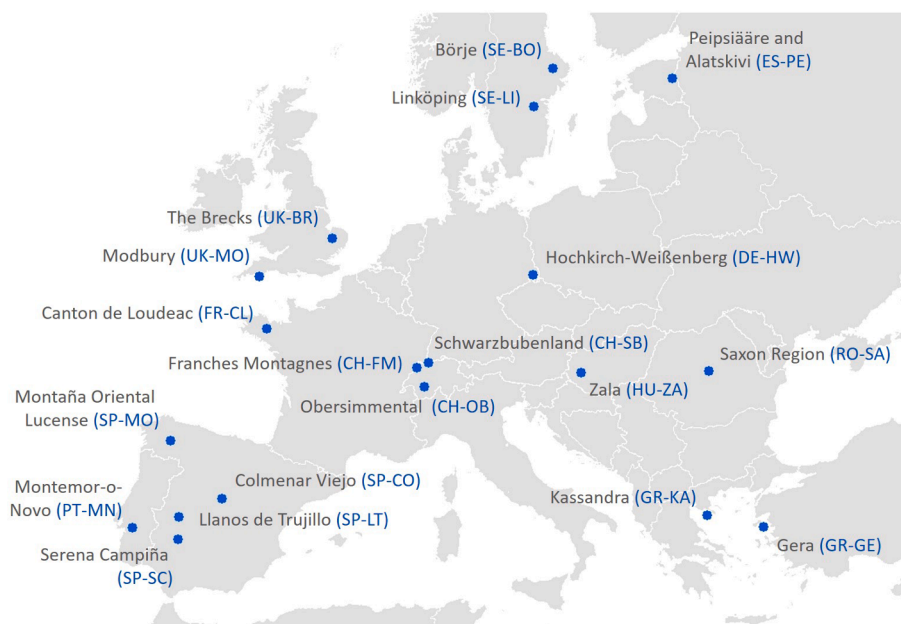 Börje (SE-BO)
Peipsiääre and
Alatskivi (ES-PE)
Linköping (SE-LI)
The Brecks (UK-BR)
Modbury (UK-MO)
Hochkirch-Weißenberg (DE-HW)
Canton de Loudeac (FR-CL)
Schwarzbubenland (CH-SB)
Saxon Region (RO-SA)
Franches Montagnes (CH-FM)
Zala (HU-ZA)
Obersimmental (CH-OB)
Montaña Oriental
Lucense (SP-MO)
Colmenar Viejo (SP-CO)
Montemor-o-
Novo (PT-MN)
Kassandra (GR-KA)
Llanos de Trujillo (SP-LT)
Gera (GR-GE)
Serena Campiña
(SP-SC)